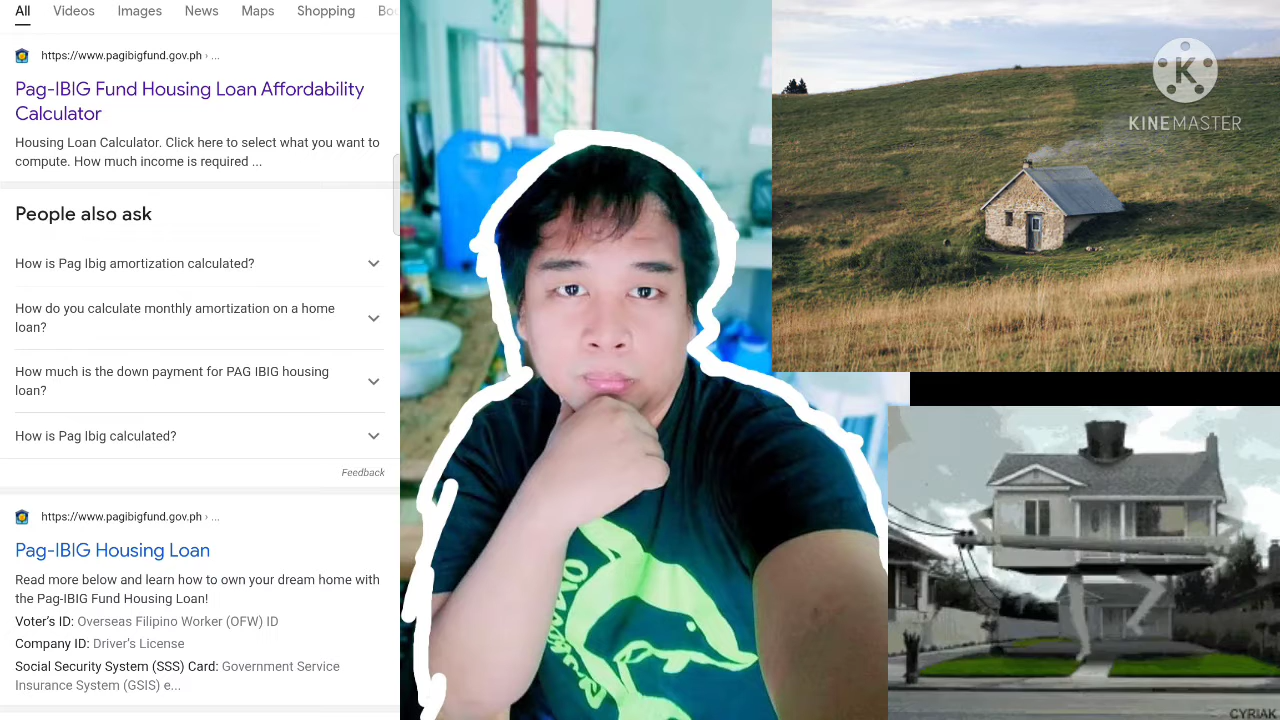 All Videos Images News Maps Shopping
https://www.pagibigfund.gov.ph › ...
Pag-IBIG Fund Housing Loan Affordability
Calculator
Housing Loan Calculator. Click here to select what you want to
compute. How much income is required ...
People also ask
How is Pag Ibig amortization calculated?
How do you calculate monthly amortization on a home
loan?
How much is the down payment for PAG IBIG housing
loan?
How is Pag Ibig calculated?
Feedback
https://www.pagibigfund.gov.ph › ...
Pag-IBIG Housing Loan
Read more below and learn how to own your dream home with
the Pag-IBIG Fund Housing Loan!
Voter's ID: Overseas Filipino Worker (OFW) ID
Company ID: Driver's License
Social Security System (SSS) Card: Government Service
Insurance System (GSIS) e...
K
KINEMASTER
CYRIAK